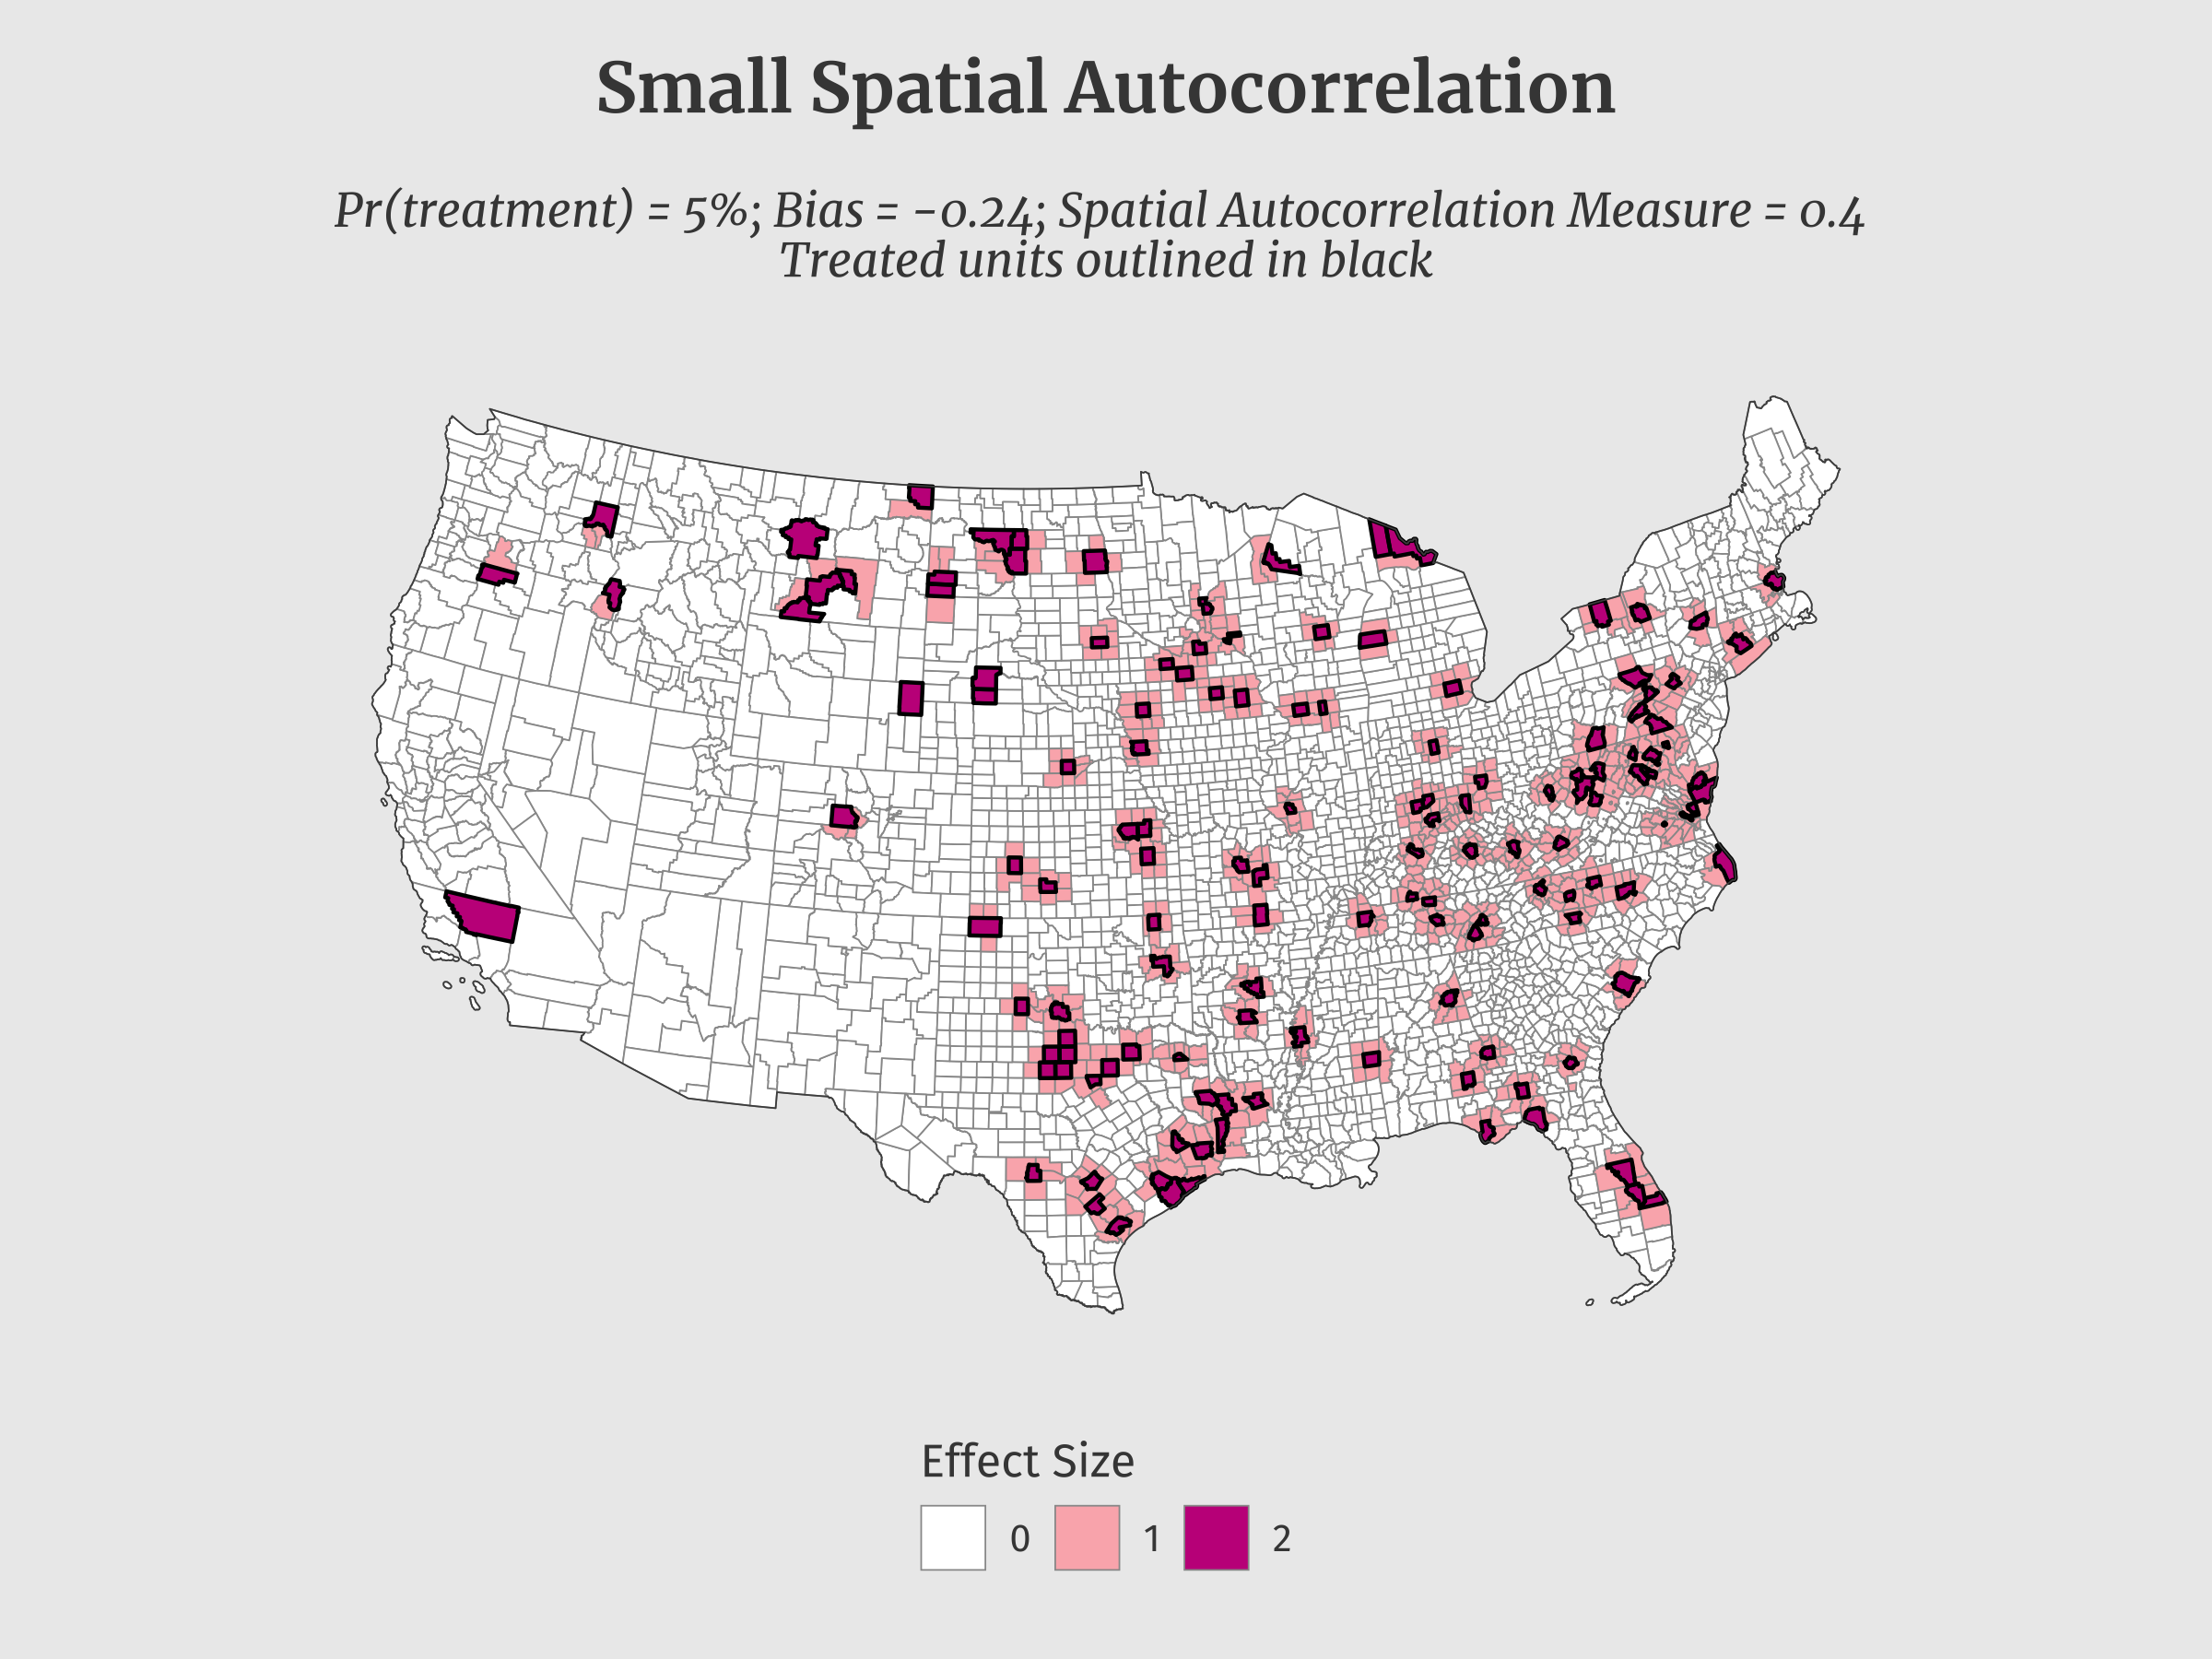 Small Spatial Autocorrelation
Pr(treatment) = 5%; Bias = −0.24; Spatial Autocorrelation Measure = 0.4
Treated units outlined in black
Effect Size
0 1 2